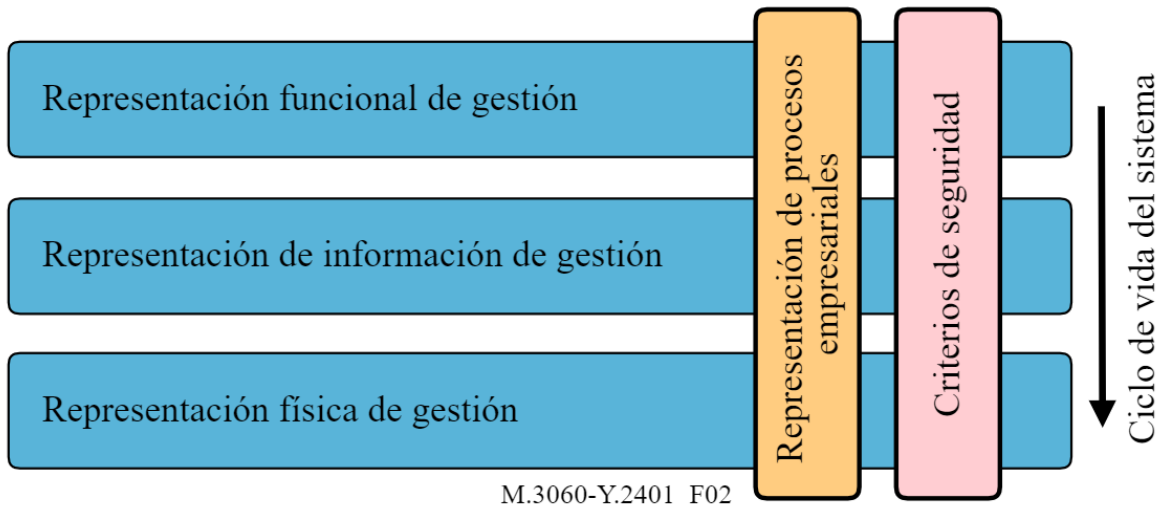 Representación funcional de gestión
Representación de información de gestión
Representación física de gestión
Representación de procesos
empresariales
Criterios de seguridad
Ciclo de vida del sistema
M.3060-Y.2401 F02